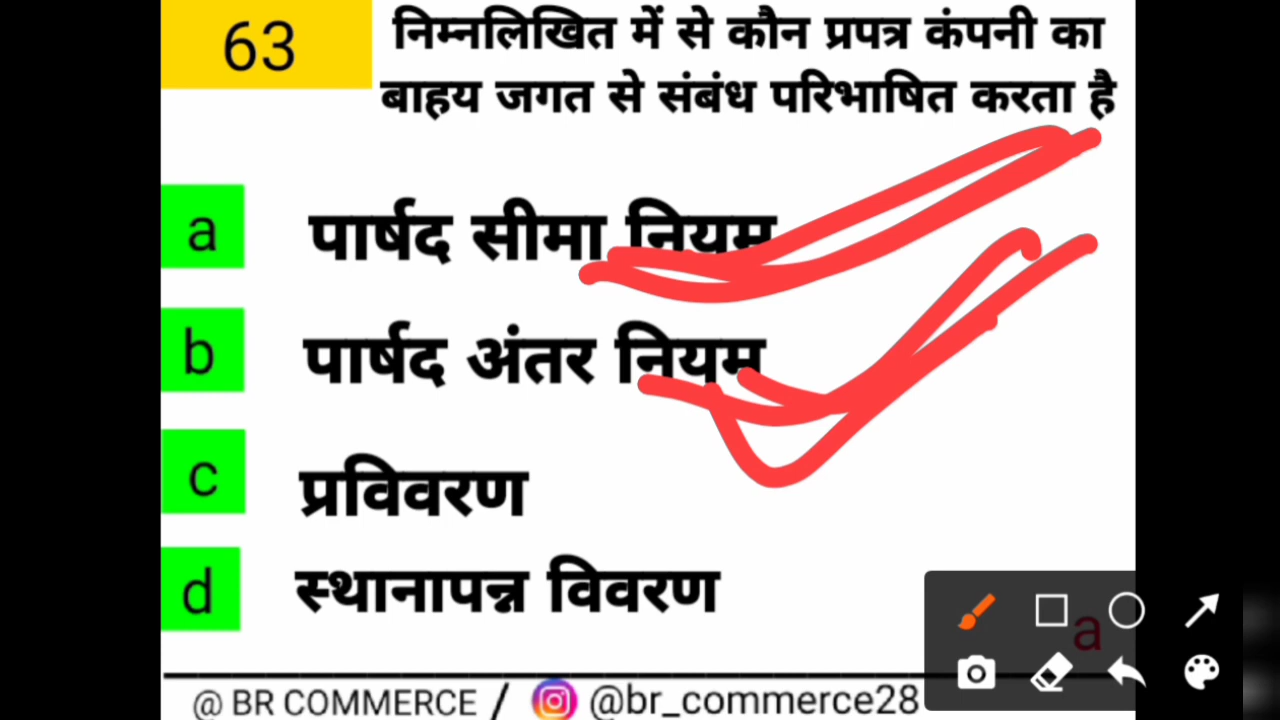 63
निम्नलिखित में से कौन प्रपत्र कंपनी का
बाहय जगत से संबंध परिभाषित करता है
a पार्षद सीमा नियम
b पार्षद अंतर नियम
c प्रविवरण
d स्थानापन्न विवरण
a
@ BR COMMERCE / @br_commerce28